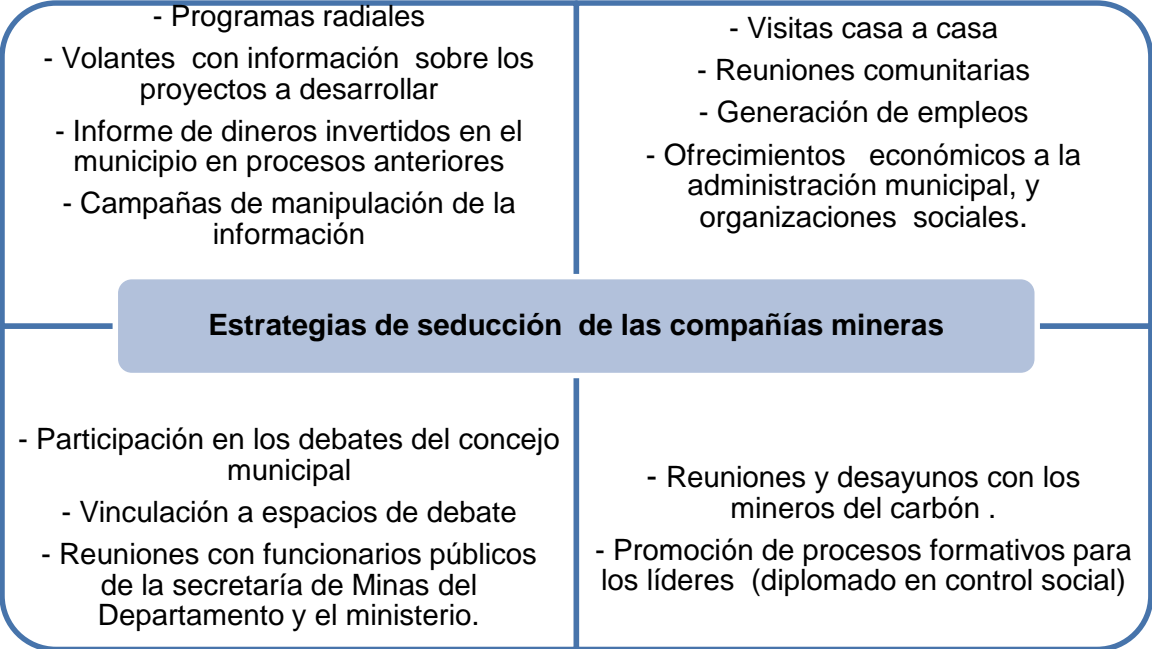 - Programas radiales
- Volantes con información sobre los
proyectos a desarrollar
- Informe de dineros invertidos en el
municipio en procesos anteriores
- Campañas de manipulación de la
información
- Visitas casa a casa
- Reuniones comunitarias
- Generación de empleos
- Ofrecimientos económicos a la
administración municipal, y
organizaciones sociales.
Estrategias de seducción de las compañías mineras
- Participación en los debates del concejo
municipal
- Vinculación a espacios de debate
- Reuniones con funcionarios públicos
de la secretaría de Minas del
Departamento y el ministerio.
- Reuniones y desayunos con los
mineros del carbón .
- Promoción de procesos formativos para
los líderes (diplomado en control social)